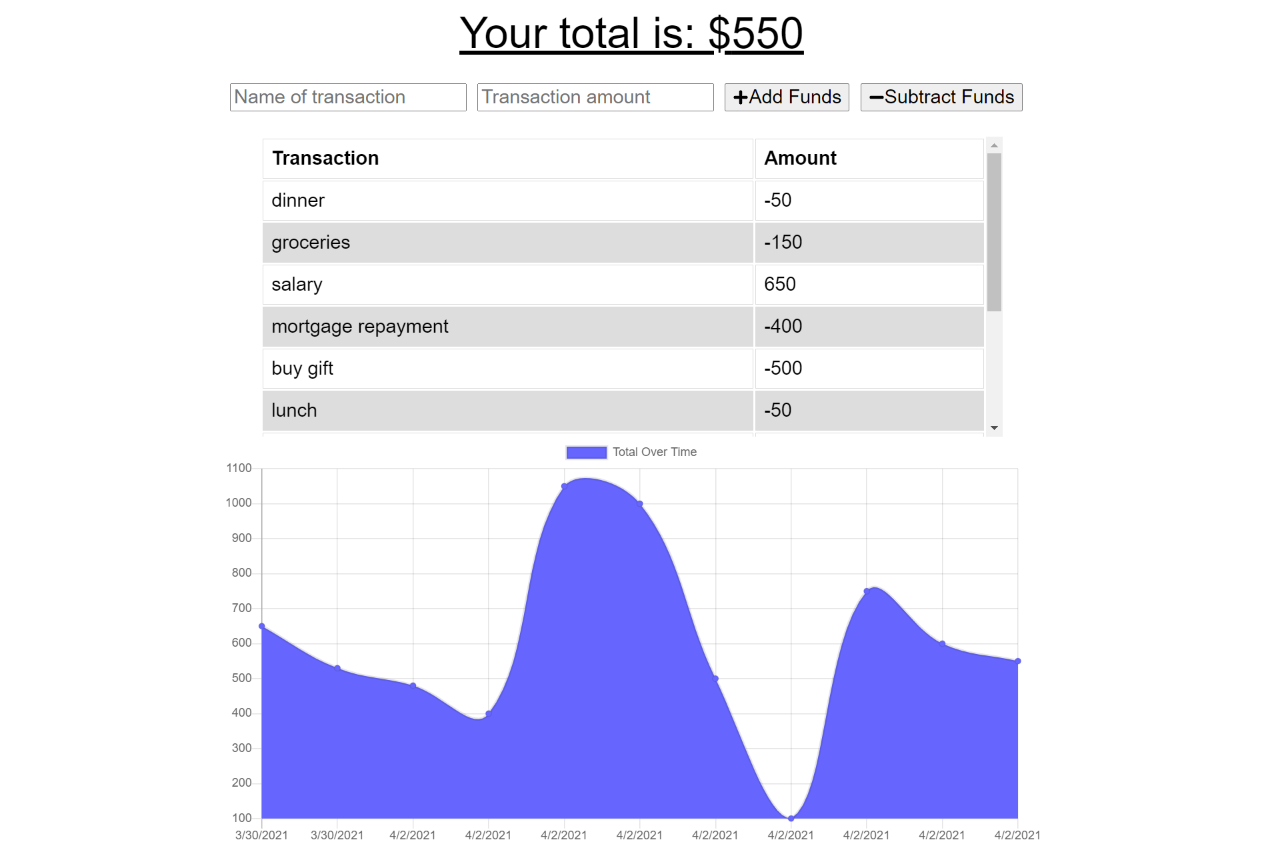 Your total is: $550
Name of transaction Transaction amount +Add Funds −Subtract Funds
Transaction Amount
dinner -50
groceries -150
salary 650
mortgage repayment -400
buy gift -500
lunch -50
Total Over Time
1100
1000
900
800
700
600
500
400
300
200
100
3/30/2021 3/30/2021 4/2/2021 4/2/2021 4/2/2021 4/2/2021 4/2/2021 4/2/2021 4/2/2021 4/2/2021 4/2/2021